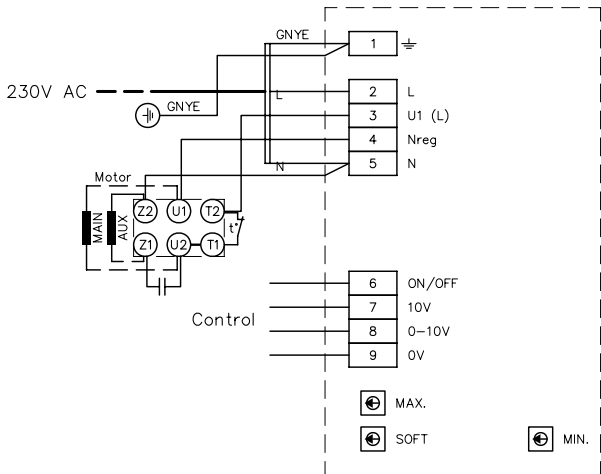 GNYE
1
230V AC
L
2
L
GNYE
3
U1 (L)
4
Nreg
N
5
N
Motor
Z2
U1
T2
MAIN
AUX
t°
Z1
U2
T1
6
ON/OFF
7
10V
Control
8
0-10V
9
0V
MAX.
SOFT
MIN.